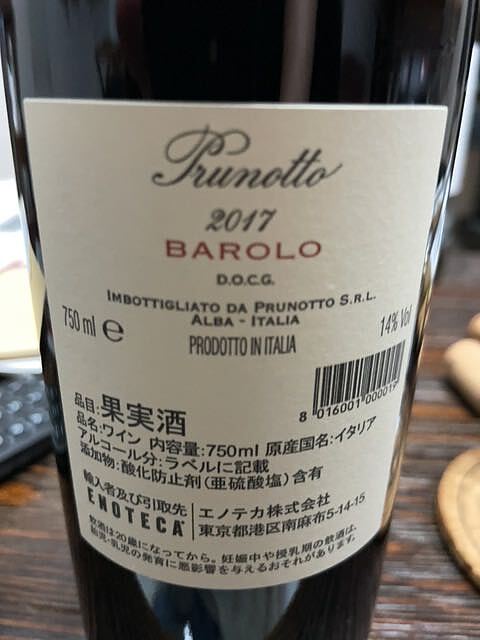 Prunotto
2017
BAROLO
D.O.C.G.
IMBOTTIGLIATO DA PRUNOTTO S.R.L.
ALBA - ITALIA
750 ml ℮
14% Vol
PRODOTTO IN ITALIA
8 016001 000019
品目:果実酒
品名:ワイン 内容量:750ml 原産国名:イタリア
アルコール分:ラベルに記載
添加物:酸化防止剤(亜硫酸塩)含有
輸入者及び引取先
ENOTECA
エノテカ株式会社
東京都港区南麻布5-14-15
飲酒は20歳になってから。妊娠中や授乳期の飲酒は、
胎児・乳児の発育に悪影響を与えるおそれがあります。